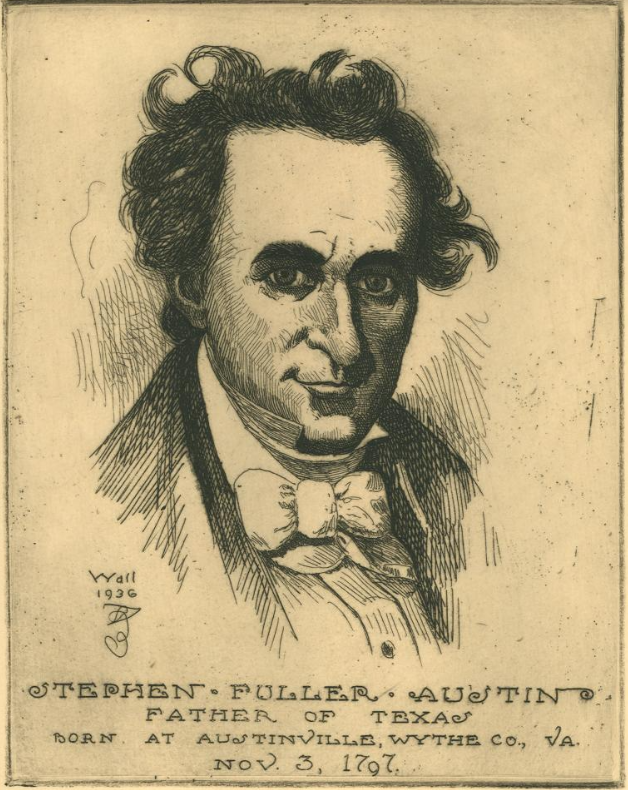 Wall
1936
STEPHEN · FULLER · AUSTIN
FATHER OF TEXAS
BORN AT AUSTINVILLE, WYTHE CO., VA.
NOV. 3, 1797.